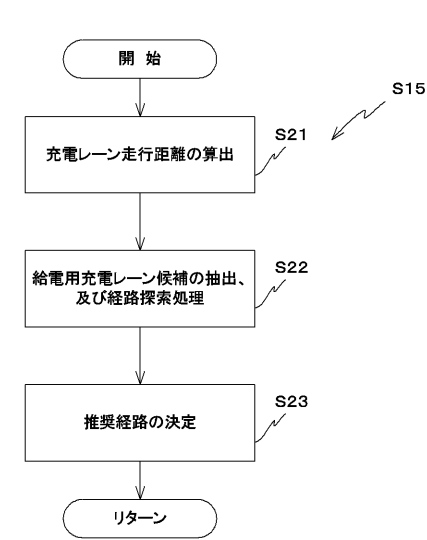 開 始
S15
S21
充電レーン走行距離の算出
S22
給電用充電レーン候補の抽出、
及び経路探索処理
S23
推奨経路の決定
リターン